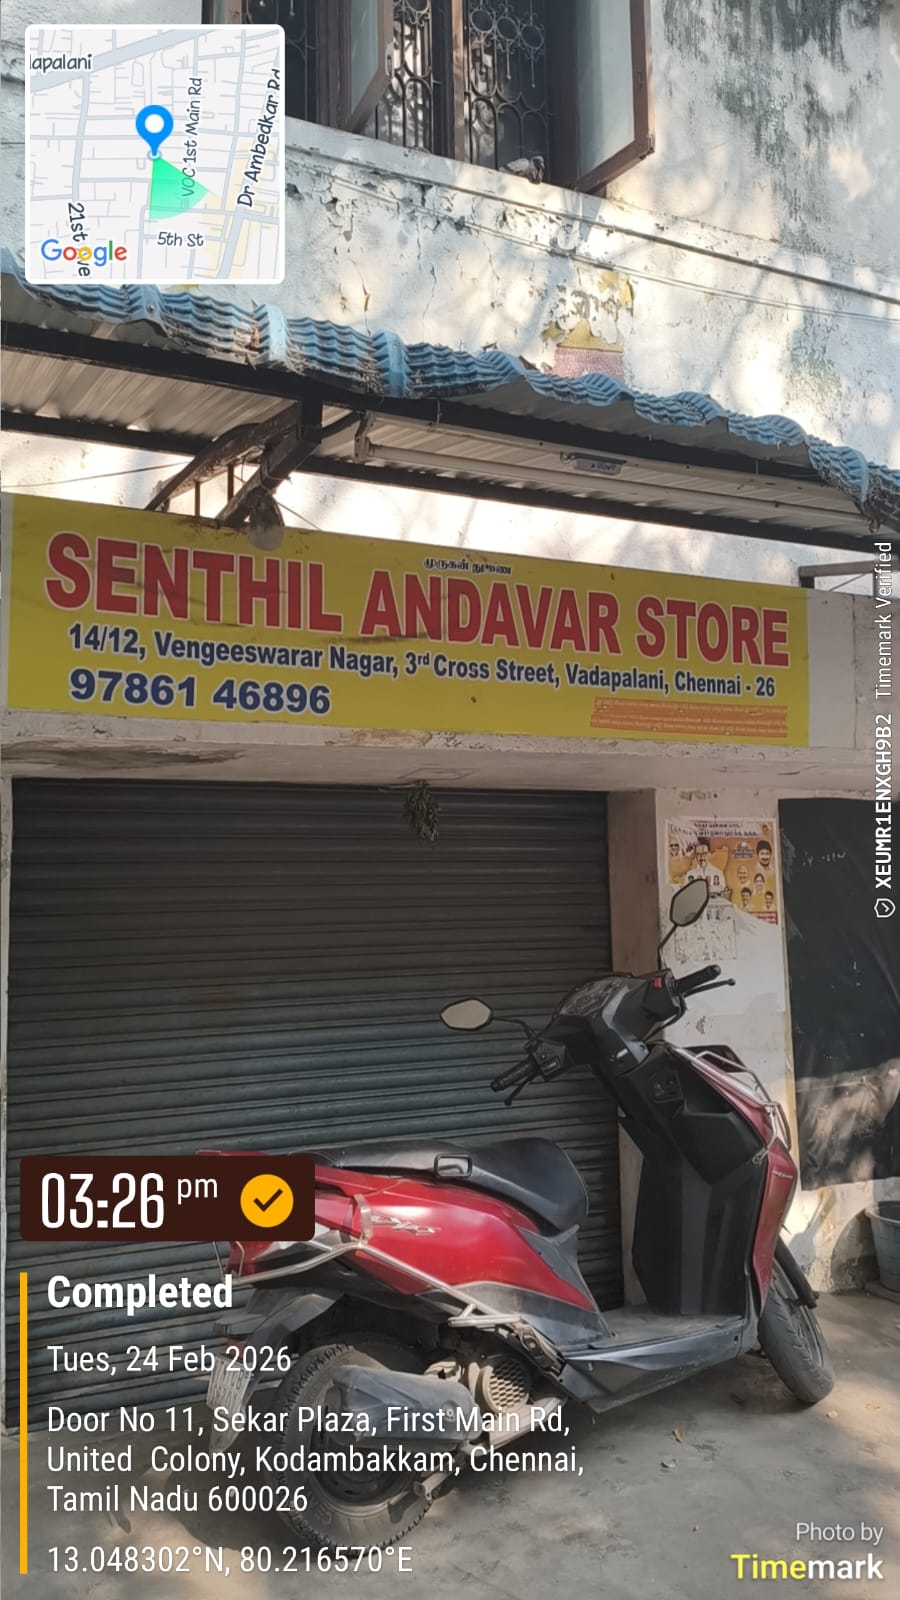 lapalani
VOC 1st Main Rd
Dr Ambedkar Rd
21st
ve
5th St
Google
முருகன் துணை
SENTHIL ANDAVAR STORE
14/12, Vengeeswarar Nagar, 3rd Cross Street, Vadapalani, Chennai - 26
97861 46896
XEUMR1ENXGH9B2 Timemark Verified
03:26 pm
Completed
Tues, 24 Feb 2026
Door No 11, Sekar Plaza, First Main Rd,
United Colony, Kodambakkam, Chennai,
Tamil Nadu 600026
13.048302°N, 80.216570°E
Photo by
Timemark